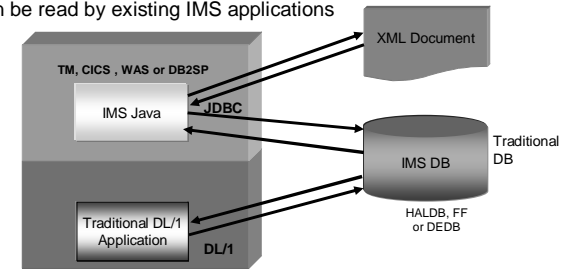 n be read by existing IMS applications
XML Document
TM, CICS , WAS or DB2SP
JDBC
IMS Java
Traditional
DB
IMS DB
HALDB, FF
or DEDB
Traditional DL/1
Application
DL/1